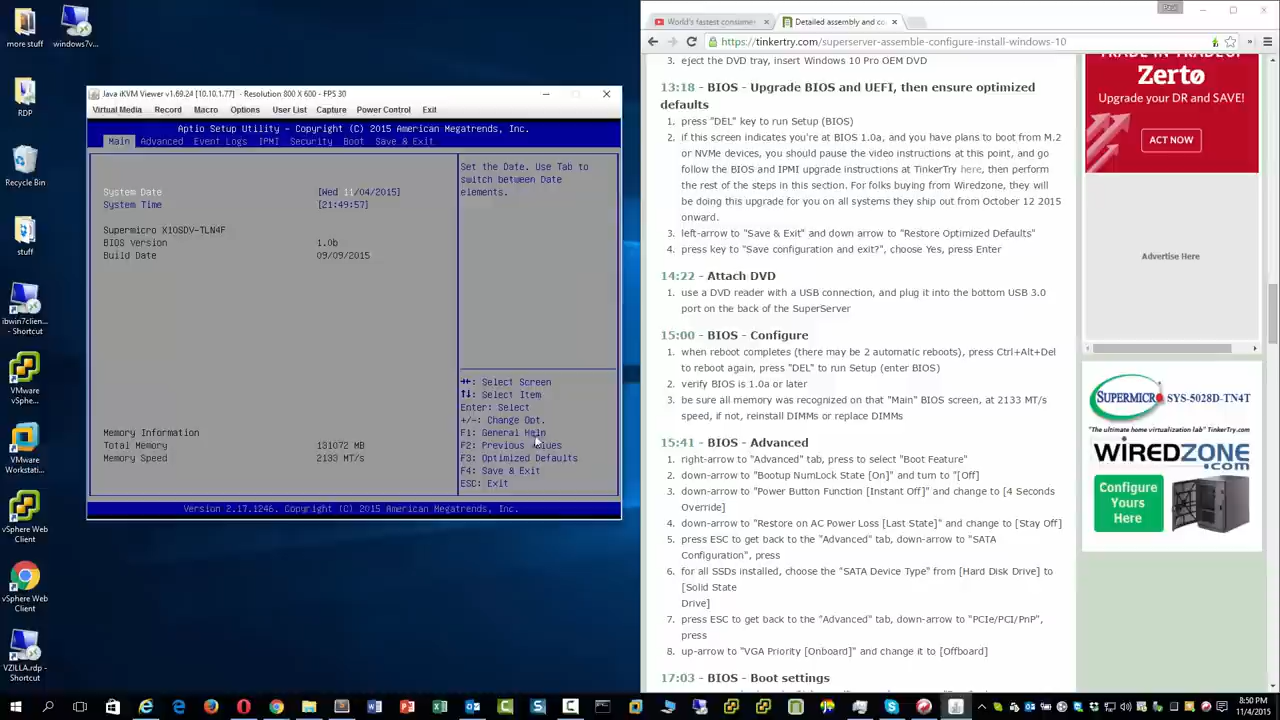 more stuff
windows7v...
RDP
Recycle Bin
stuff
ibwin7clien...
- Shortcut
VMware
vSphe...
VMware
Workstati...
vSphere Web
Client
vSphere Web
Client
VZILLA.rdp -
Shortcut
Java iKVM Viewer v1.69.24 [10.10.1.77] - Resolution 800 X 600 - FPS 30
Virtual Media Record Macro Options User List Capture Power Control Exit
Aptio Setup Utility - Copyright (C) 2015 American Megatrends, Inc.
Main Advanced Event Logs IPMI Security Boot Save & Exit
System Date [Wed 11/04/2015]
System Time [21:49:57]
Supermicro X10SDV-TLN4F
BIOS Version 1.0b
Build Date 09/09/2015
Memory Information
Total Memory 131072 MB
Memory Speed 2133 MT/s
Set the Date. Use Tab to
switch between Date
elements.
→←: Select Screen
↑↓: Select Item
Enter: Select
+/-: Change Opt.
F1: General Help
F2: Previous Values
F3: Optimized Defaults
F4: Save & Exit
ESC: Exit
Version 2.17.1246. Copyright (C) 2015 American Megatrends, Inc.
Paul
World's fastest consume
Detailed assembly and co
https://tinkertry.com/superserver-assemble-configure-install-windows-10
3. eject the DVD tray, insert Windows 10 Pro OEM DVD
13:18 - BIOS - Upgrade BIOS and UEFI, then ensure optimized
defaults
1. press "DEL" key to run Setup (BIOS)
2. if this screen indicates you're at BIOS 1.0a, and you have plans to boot from M.2
or NVMe devices, you should pause the video instructions at this point, and go
follow the BIOS and IPMI upgrade instructions at TinkerTry here, then perform
the rest of the steps in this section. For folks buying from Wiredzone, they will
be doing this upgrade for you on all systems they ship out from October 12 2015
onward.
3. left-arrow to "Save & Exit" and down arrow to "Restore Optimized Defaults"
4. press key to "Save configuration and exit?", choose Yes, press Enter
14:22 - Attach DVD
1. use a DVD reader with a USB connection, and plug it into the bottom USB 3.0
port on the back of the SuperServer
15:00 - BIOS - Configure
1. when reboot completes (there may be 2 automatic reboots), press Ctrl+Alt+Del
to reboot again, press "DEL" to run Setup (enter BIOS)
2. verify BIOS is 1.0a or later
3. be sure all memory was recognized on that "Main" BIOS screen, at 2133 MT/s
speed, if not, reinstall DIMMs or replace DIMMs
15:41 - BIOS - Advanced
1. right-arrow to "Advanced" tab, press to select "Boot Feature"
2. down-arrow to "Bootup NumLock State [On]" and turn to "[Off]
3. down-arrow to "Power Button Function [Instant Off]" and change to [4 Seconds
Override]
4. down-arrow to "Restore on AC Power Loss [Last State]" and change to [Stay Off]
5. press ESC to get back to the "Advanced" tab, down-arrow to "SATA
Configuration", press
6. for all SSDs installed, choose the "SATA Device Type" from [Hard Disk Drive] to
[Solid State
Drive]
7. press ESC to get back to the "Advanced" tab, down-arrow to "PCIe/PCI/PnP",
press
8. up-arrow to "VGA Priority [Onboard]" and change it to [Offboard]
17:03 - BIOS - Boot settings
Zerto
Upgrade your DR and SAVE!
ACT NOW
Advertise Here
SUPERMICRO SYS-5028D-TN4T
"The ultimate home virtualization lab" *
WIREDZONE
.com
Configure
Yours
Here
8:50 PM
11/4/2015